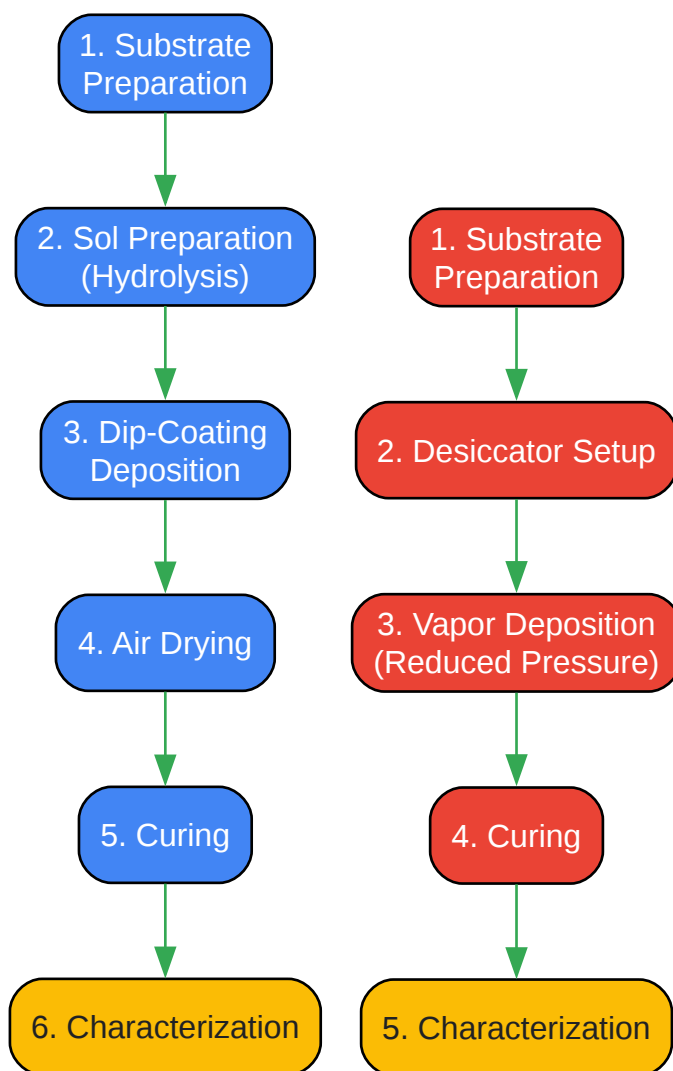 1. Substrate
Preparation
2. Sol Preparation
(Hydrolysis)
3. Dip-Coating
Deposition
4. Air Drying
5. Curing
6. Characterization
1. Substrate
Preparation
2. Desiccator Setup
3. Vapor Deposition
(Reduced Pressure)
4. Curing
5. Characterization